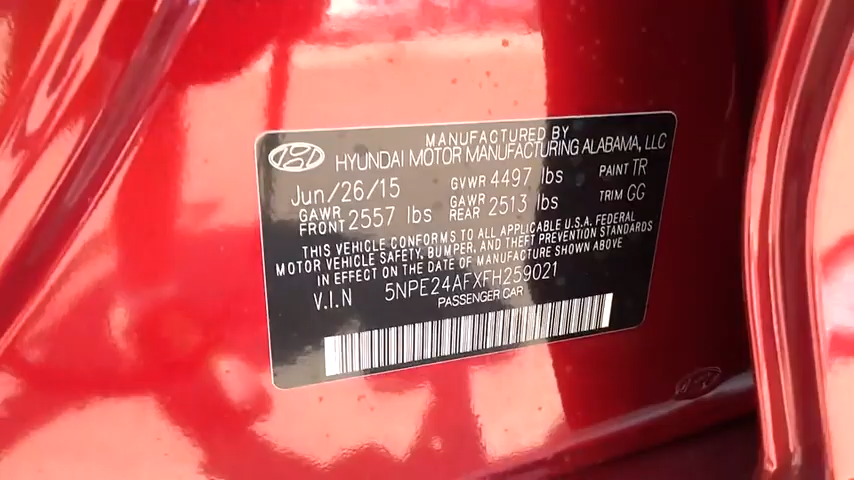 MANUFACTURED BY
HYUNDAI MOTOR MANUFACTURING ALABAMA, LLC
Jun/26/15 GVWR 4497 lbs PAINT TR
GAWR FRONT 2557 lbs GAWR REAR 2513 lbs TRIM GG
THIS VEHICLE CONFORMS TO ALL APPLICABLE U.S.A. FEDERAL
MOTOR VEHICLE SAFETY, BUMPER, AND THEFT PREVENTION STANDARDS
IN EFFECT ON THE DATE OF MANUFACTURE SHOWN ABOVE
V.I.N 5NPE24AFXFH259021
PASSENGER CAR